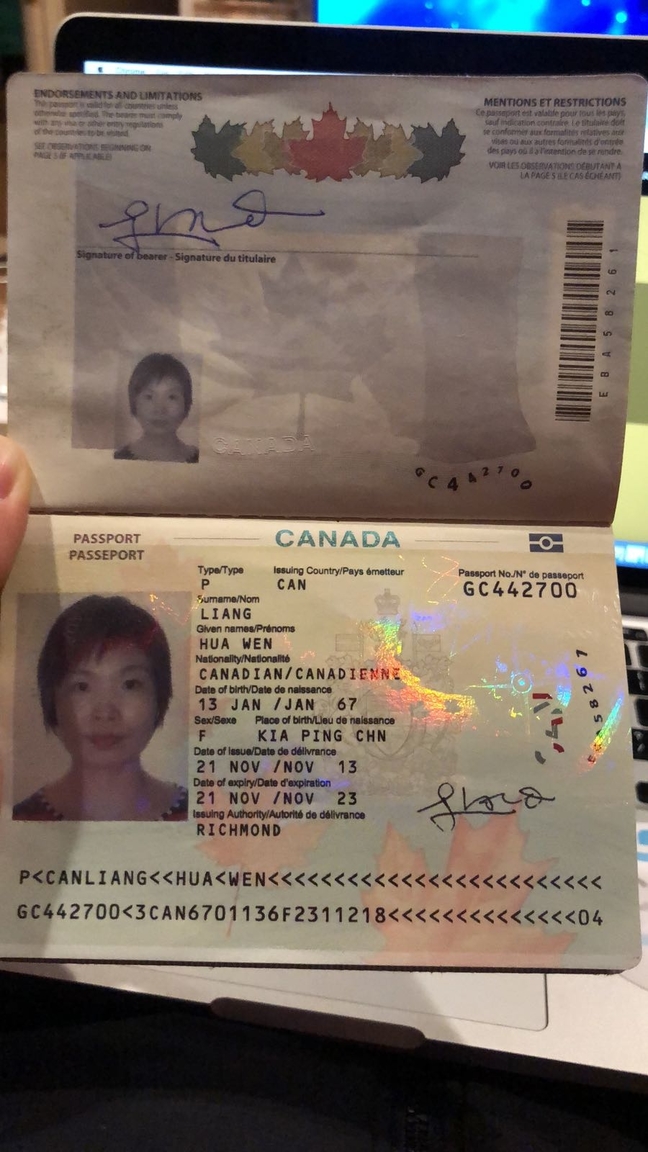 ENDORSEMENTS AND LIMITATIONS
This passport is valid for all countries unless
otherwise specified. The bearer must comply
with any visa or other entry regulations
of the countries to be visited.
SEE OBSERVATIONS BEGINNING ON
PAGE 5 (IF APPLICABLE)
MENTIONS ET RESTRICTIONS
Ce passeport est valable pour tous les pays,
sauf indication contraire. Le titulaire doit
se conformer aux formalités relatives aux
visas ou aux autres formalités d'entrée
des pays où il a l'intention de se rendre.
VOIR LES OBSERVATIONS DÉBUTANT À
LA PAGE 5 (LE CAS ÉCHÉANT)
Signature of bearer - Signature du titulaire
CANADA
GC442700
PASSPORT
PASSEPORT
CANADA
Type/Type Issuing Country/Pays émetteur Passport No./N° de passeport
P CAN GC442700
Surname/Nom
LIANG
Given names/Prénoms
HUA WEN
Nationality/Nationalité
CANADIAN/CANADIENNE
Date of birth/Date de naissance
13 JAN /JAN 67
Sex/Sexe Place of birth/Lieu de naissance
F KIA PING CHN
Date of issue/Date de délivrance
21 NOV /NOV 13
Date of expiry/Date d'expiration
21 NOV /NOV 23
Issuing Authority/Autorité de délivrance
RICHMOND
P<CANLIANG<<HUA<WEN<<<<<<<<<<<<<<<<<<<<<<<<<
GC442700<3CAN6701136F2311218<<<<<<<<<<<<<<04